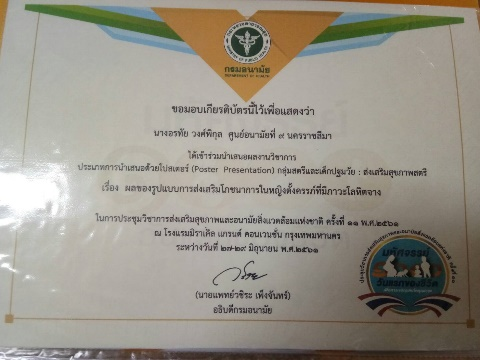 กรมอนามัย
DEPARTMENT OF HEALTH
ขอมอบเกียรติบัตรนี้ไว้เพื่อแสดงว่า
นางอรทัย วงศ์พิกุล ศูนย์อนามัยที่ ๙ นครราชสีมา
ได้เข้าร่วมนำเสนอผลงานวิชาการ
ประเภทการนำเสนอด้วยโปสเตอร์ (Poster Presentation) กลุ่มสตรีและเด็กปฐมวัย : ส่งเสริมสุขภาพสตรี
เรื่อง ผลของรูปแบบการส่งเสริมโภชนาการในหญิงตั้งครรภ์ที่มีภาวะโลหิตจาง
ในการประชุมวิชาการส่งเสริมสุขภาพและอนามัยสิ่งแวดล้อมแห่งชาติ ครั้งที่ ๑๑ พ.ศ.๒๕๖๑
ณ โรงแรมมิราเคิล แกรนด์ คอนเวนชั่น กรุงเทพมหานคร
ระหว่างวันที่ ๒๗-๒๙ มิถุนายน พ.ศ.๒๕๖๑
(นายแพทย์วชิระ เพ็งจันทร์)
อธิบดีกรมอนามัย
มหัศจรรย์
วันแรกของชีวิต